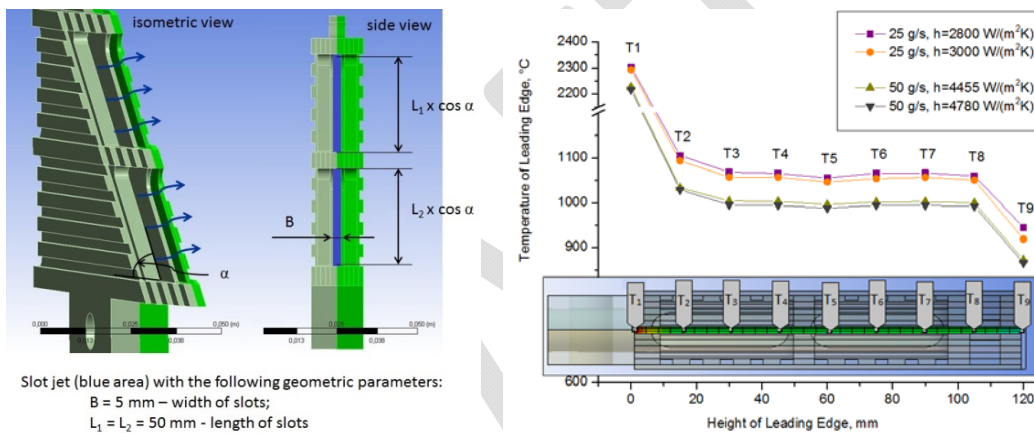 isometric view
side view
L₁ x cos α
L₂ x cos α
B
α
0,000
0,025
0,050 (m)
0,013
0,038
0,000
0,025
0,050 (m)
0,013
0,038
Slot jet (blue area) with the following geometric parameters:
B = 5 mm – width of slots;
L₁ = L₂ = 50 mm - length of slots
25 g/s, h=2800 W/(m²K)
25 g/s, h=3000 W/(m²K)
50 g/s, h=4455 W/(m²K)
50 g/s, h=4780 W/(m²K)
Temperature of Leading Edge, °C
2400
2300
2200
1100
1000
900
600
T1
T2
T3
T4
T5
T6
T7
T8
T9
T₁
T₂
T₃
T₄
T₅
T₆
T₇
T₈
T₉
0
20
40
60
80
100
120
Height of Leading Edge, mm